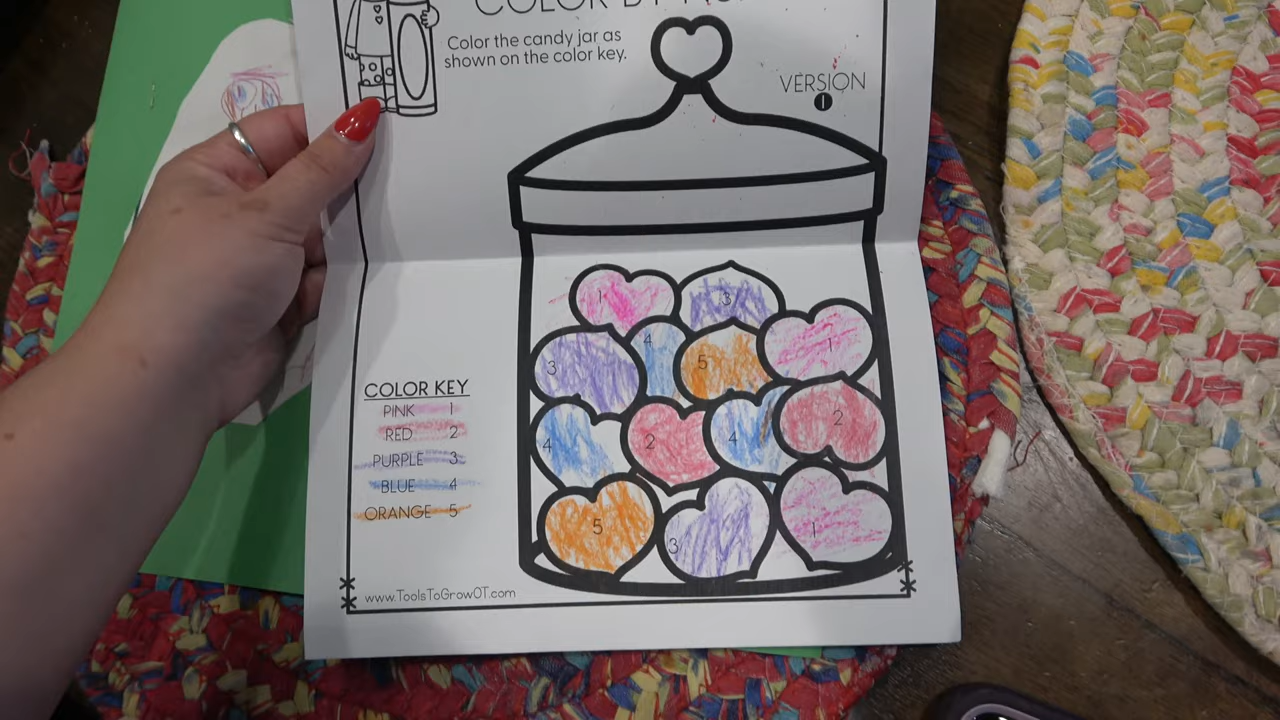 COLOR BY
Color the candy jar as
shown on the color key.
VERSION
1
1
3
3
4
5
1
4
2
4
2
5
3
1
COLOR KEY
PINK 1
RED 2
PURPLE 3
BLUE 4
ORANGE 5
www.ToolsToGrowOT.com